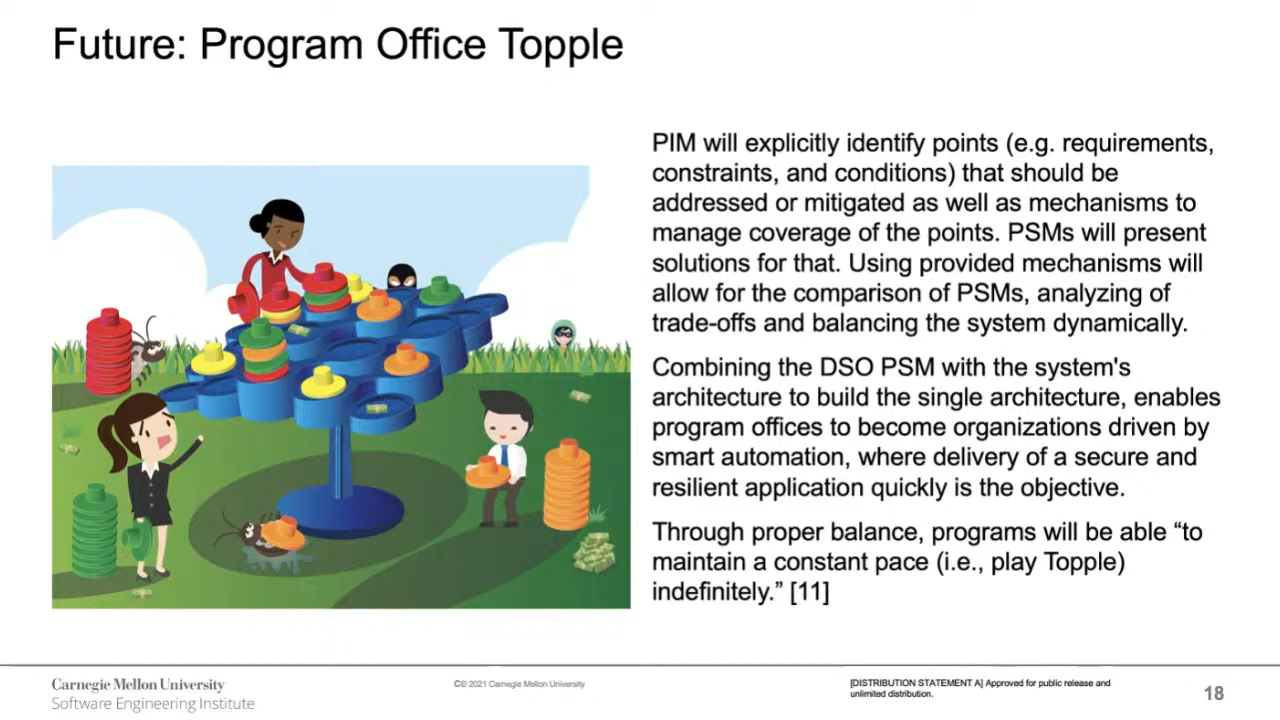 Future: Program Office Topple
PIM will explicitly identify points (e.g. requirements,
constraints, and conditions) that should be
addressed or mitigated as well as mechanisms to
manage coverage of the points. PSMs will present
solutions for that. Using provided mechanisms will
allow for the comparison of PSMs, analyzing of
trade-offs and balancing the system dynamically.
Combining the DSO PSM with the system's
architecture to build the single architecture, enables
program offices to become organizations driven by
smart automation, where delivery of a secure and
resilient application quickly is the objective.
Through proper balance, programs will be able “to
maintain a constant pace (i.e., play Topple)
indefinitely.” [11]
Carnegie Mellon University
Software Engineering Institute
©© 2021 Carnegie Mellon University
[DISTRIBUTION STATEMENT A] Approved for public release and
unlimited distribution.
18